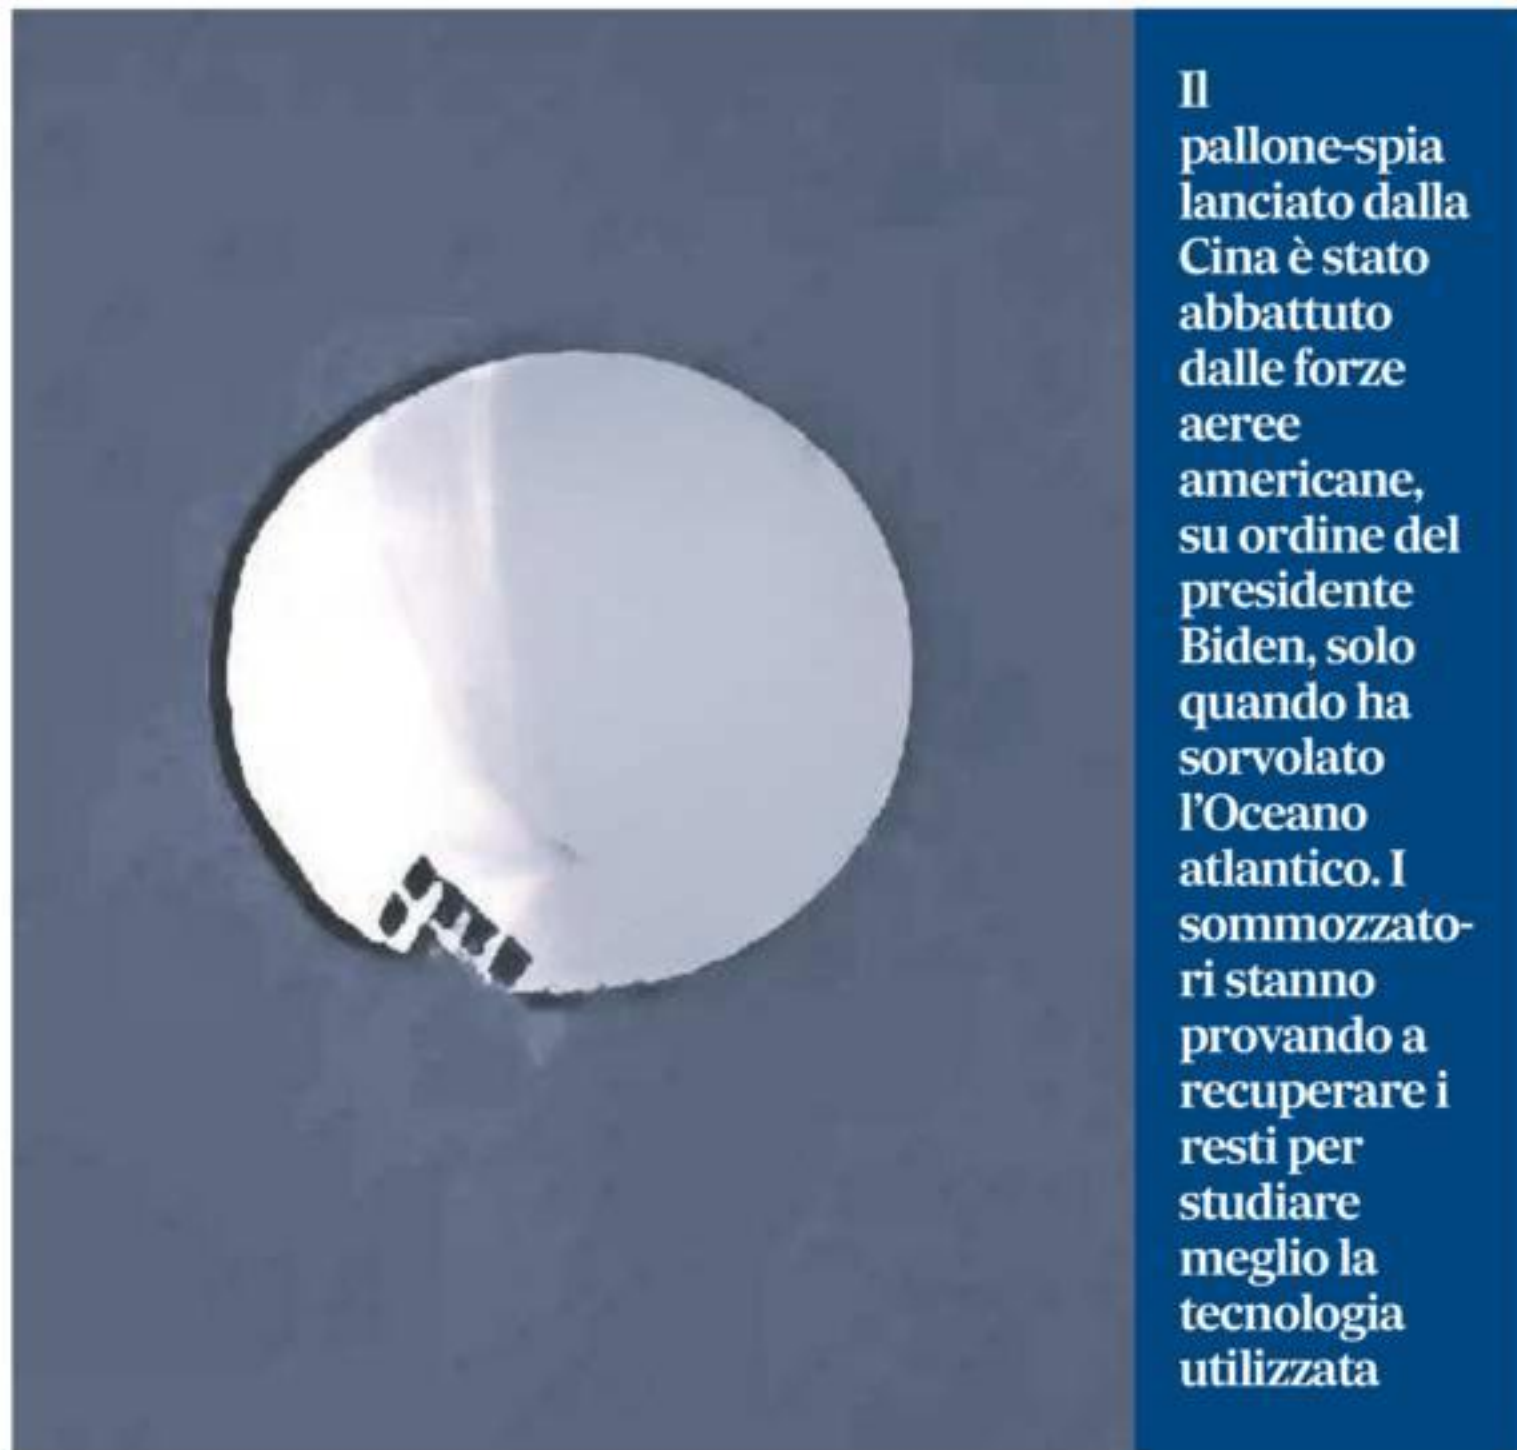 Il
pallone-spia
lanciato dalla
Cina è stato
abbattuto
dalle forze
aeree
americane,
su ordine del
presidente
Biden, solo
quando ha
sorvolato
l'Oceano
atlantico. I
sommozzato-
ri stanno
provando a
recuperare i
resti per
studiare
meglio la
tecnologia
utilizzata